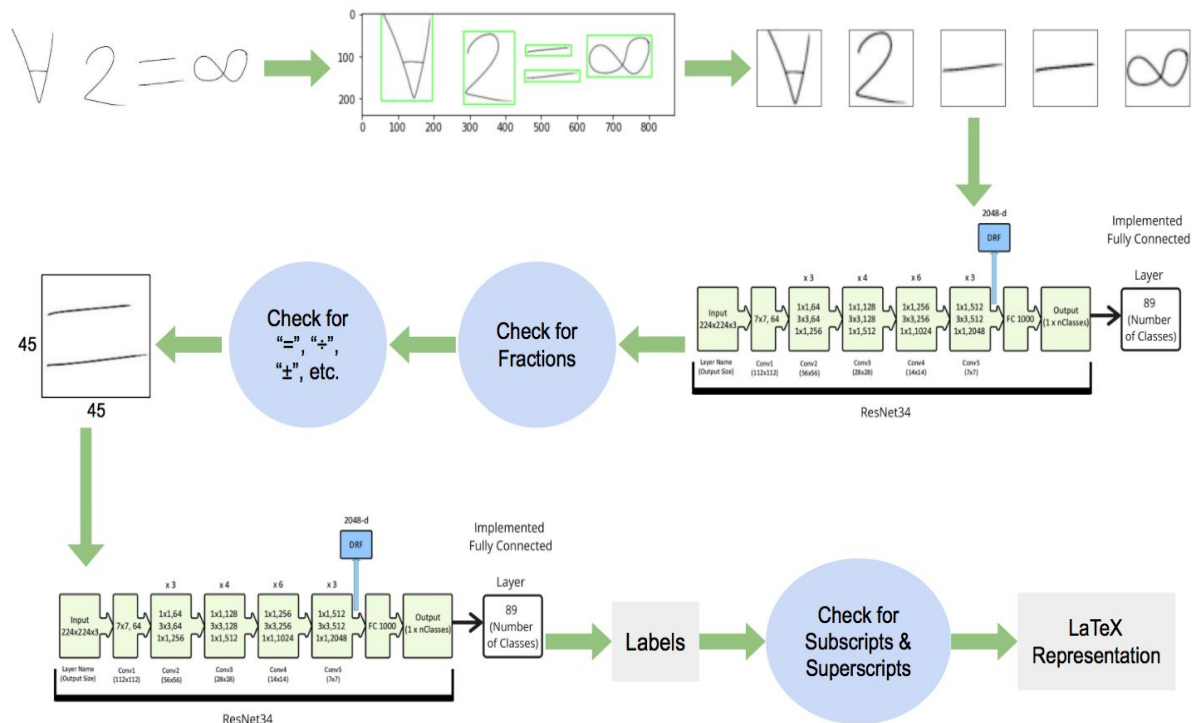 ∀ 2 = ∞
0
100
200
0 100 200 300 400 500 600 700 800
∀ 2 − − ∞
2048-d
DRF
Implemented
Fully Connected
Layer
x 3
x 4
x 6
x 3
Input
224x224x3
7x7, 64
1x1,64
3x3,64
1x1,256
1x1,128
3x3,128
1x1,512
1x1,256
3x3,256
1x1,1024
1x1,512
3x3,512
1x1,2048
FC 1000
Output
(1 x nClasses)
89
(Number
of Classes)
Layer Name
(Output Size)
Conv1
(112x112)
Conv2
(56x56)
Conv3
(28x28)
Conv4
(14x14)
Conv5
(7x7)
ResNet34
Check for
Fractions
Check for
“=”, “÷”,
“±”, etc.
45
45
2048-d
DRF
Implemented
Fully Connected
Layer
x 3
x 4
x 6
x 3
Input
224x224x3
7x7, 64
1x1,64
3x3,64
1x1,256
1x1,128
3x3,128
1x1,512
1x1,256
3x3,256
1x1,1024
1x1,512
3x3,512
1x1,2048
FC 1000
Output
(1 x nClasses)
89
(Number
of Classes)
Layer Name
(Output Size)
Conv1
(112x112)
Conv2
(56x56)
Conv3
(28x28)
Conv4
(14x14)
Conv5
(7x7)
ResNet34
Labels
Check for
Subscripts &
Superscripts
LaTeX
Representation